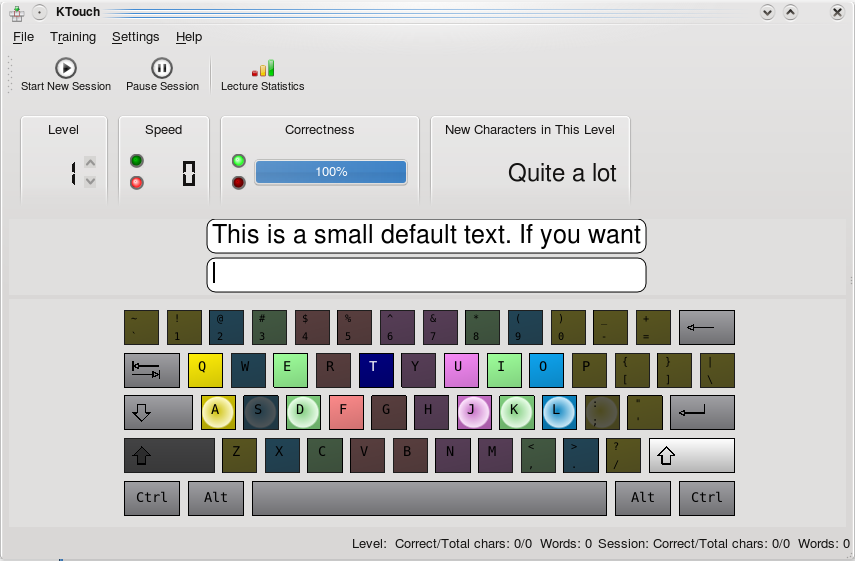 KTouch
File Training Settings Help
Start New Session Pause Session Lecture Statistics
Level Speed Correctness New Characters in This Level
1 0 100% Quite a lot
This is a small default text. If you want
~ ! @ # $ % ^ & * ( ) _ +
` 1 2 3 4 5 6 7 8 9 0 - =
Q W E R T Y U I O P { } |
[ ] \
A S D F G H J K L : "
; '
Z X C V B N M < > ?
, . /
Ctrl Alt Alt Ctrl
Level: Correct/Total chars: 0/0 Words: 0 Session: Correct/Total chars: 0/0 Words: 0